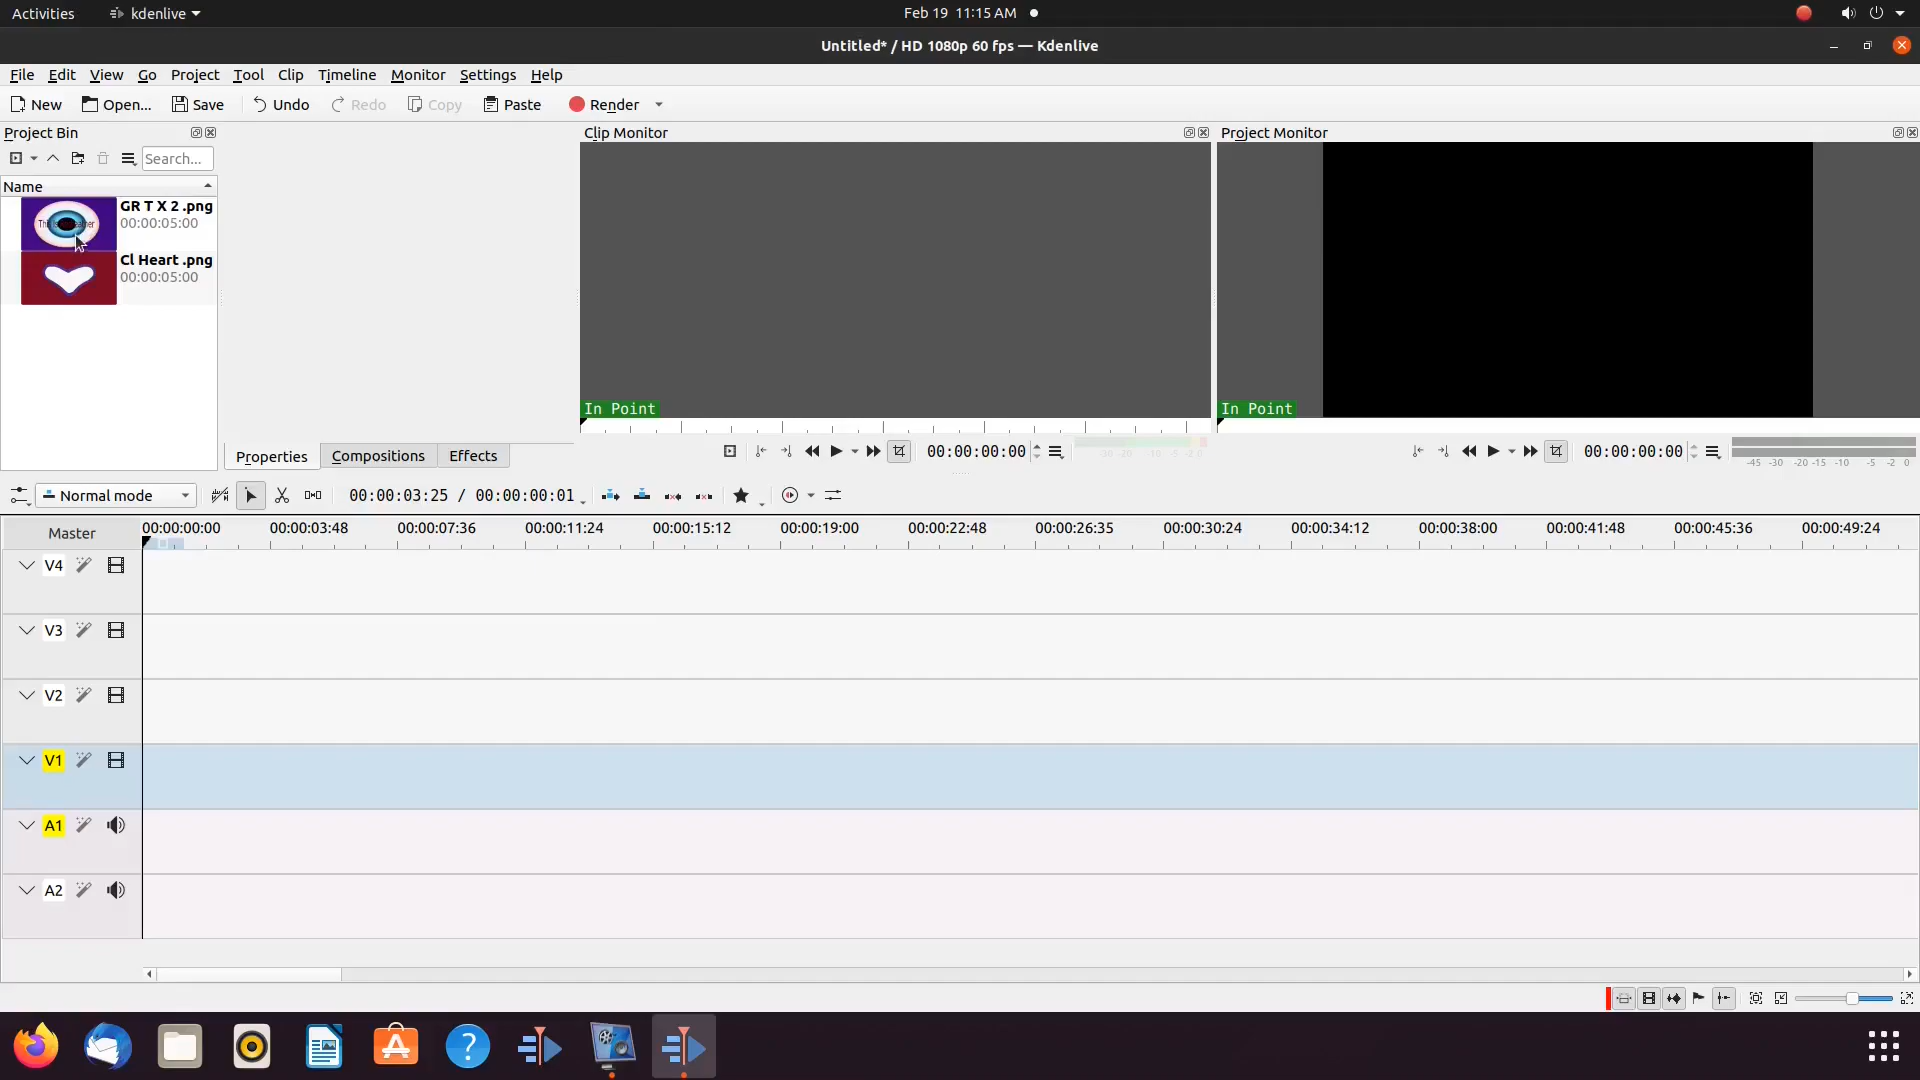 Activities kdenlive Feb 19 11:15 AM
Untitled* / HD 1080p 60 fps — Kdenlive
File Edit View Go Project Tool Clip Timeline Monitor Settings Help
New Open... Save Undo Redo Copy Paste Render
Project Bin Clip Monitor Project Monitor
Search...
Name
GR T X 2 .png
00:00:05:00
Cl Heart .png
00:00:05:00
In Point In Point
Properties Compositions Effects 00:00:00:00 00:00:00:00
-45 -30 -20 -15 -10 -5 -2 0
Normal mode 00:00:03:25 / 00:00:00:01
Master 00:00:00:00 00:00:03:48 00:00:07:36 00:00:11:24 00:00:15:12 00:00:19:00 00:00:22:48 00:00:26:35 00:00:30:24 00:00:34:12 00:00:38:00 00:00:41:48 00:00:45:36 00:00:49:24
V4
V3
V2
V1
A1
A2